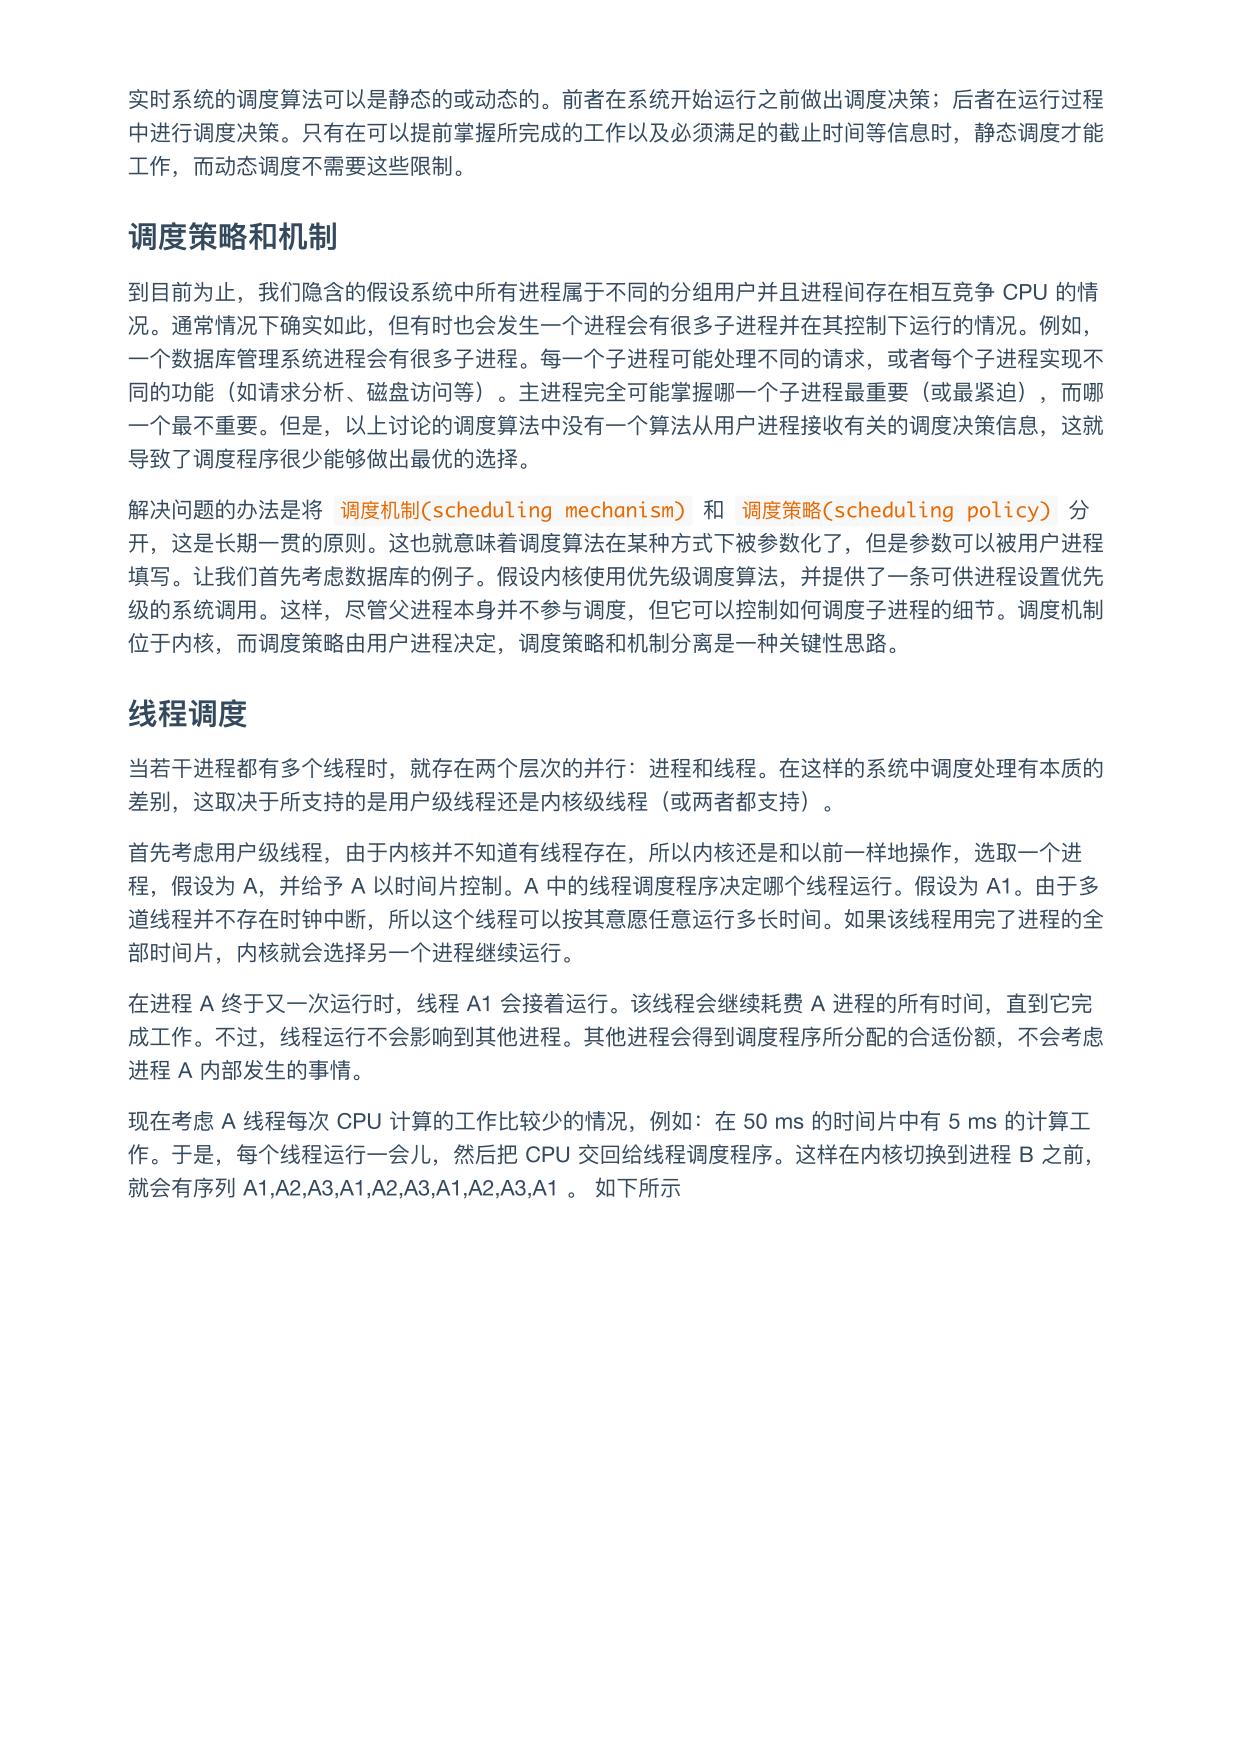 实时系统的调度算法可以是静态的或动态的。前者在系统开始运行之前做出调度决策；后者在运行过程
中进行调度决策。只有在可以提前掌握所完成的工作以及必须满足的截止时间等信息时，静态调度才能
工作，而动态调度不需要这些限制。
调度策略和机制
到目前为止，我们隐含的假设系统中所有进程属于不同的分组用户并且进程间存在相互竞争 CPU 的情
况。通常情况下确实如此，但有时也会发生一个进程会有很多子进程并在其控制下运行的情况。例如，
一个数据库管理系统进程会有很多子进程。每一个子进程可能处理不同的请求，或者每个子进程实现不
同的功能（如请求分析、磁盘访问等）。主进程完全可能掌握哪一个子进程最重要（或最紧迫），而哪
一个最不重要。但是，以上讨论的调度算法中没有一个算法从用户进程接收有关的调度决策信息，这就
导致了调度程序很少能够做出最优的选择。
解决问题的办法是将 调度机制(scheduling mechanism) 和 调度策略(scheduling policy) 分
开，这是长期一贯的原则。这也就意味着调度算法在某种方式下被参数化了，但是参数可以被用户进程
填写。让我们首先考虑数据库的例子。假设内核使用优先级调度算法，并提供了一条可供进程设置优先
级的系统调用。这样，尽管父进程本身并不参与调度，但它可以控制如何调度子进程的细节。调度机制
位于内核，而调度策略由用户进程决定，调度策略和机制分离是一种关键性思路。
线程调度
当若干进程都有多个线程时，就存在两个层次的并行：进程和线程。在这样的系统中调度处理有本质的
差别，这取决于所支持的是用户级线程还是内核级线程（或两者都支持）。
首先考虑用户级线程，由于内核并不知道有线程存在，所以内核还是和以前一样地操作，选取一个进
程，假设为 A，并给予 A 以时间片控制。A 中的线程调度程序决定哪个线程运行。假设为 A1。由于多
道线程并不存在时钟中断，所以这个线程可以按其意愿任意运行多长时间。如果该线程用完了进程的全
部时间片，内核就会选择另一个进程继续运行。
在进程 A 终于又一次运行时，线程 A1 会接着运行。该线程会继续耗费 A 进程的所有时间，直到它完
成工作。不过，线程运行不会影响到其他进程。其他进程会得到调度程序所分配的合适份额，不会考虑
进程 A 内部发生的事情。
现在考虑 A 线程每次 CPU 计算的工作比较少的情况，例如：在 50 ms 的时间片中有 5 ms 的计算工
作。于是，每个线程运行一会儿，然后把 CPU 交回给线程调度程序。这样在内核切换到进程 B 之前，
就会有序列 A1,A2,A3,A1,A2,A3,A1,A2,A3,A1 。 如下所示